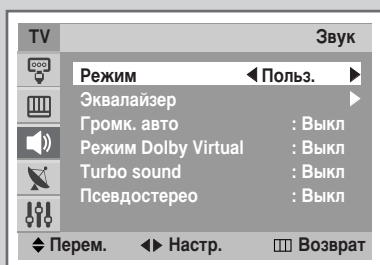 TV Звук
Режим Польз.
Эквалайзер
Громк. авто : Выкл
Режим Dolby Virtual : Выкл
Turbo sound : Выкл
Псевдостерео : Выкл
Перем. Настр. Возврат